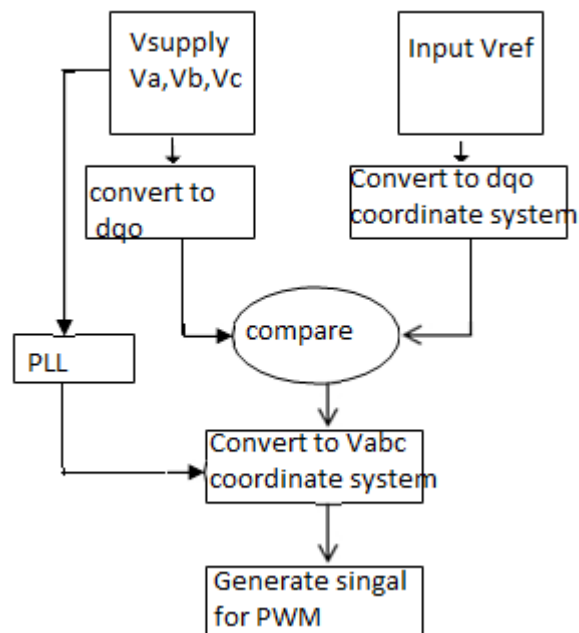 Vsupply
Va,Vb,Vc
Input Vref
convert to
dqo
Convert to dqo
coordinate system
compare
PLL
Convert to Vabc
coordinate system
Generate singal
for PWM